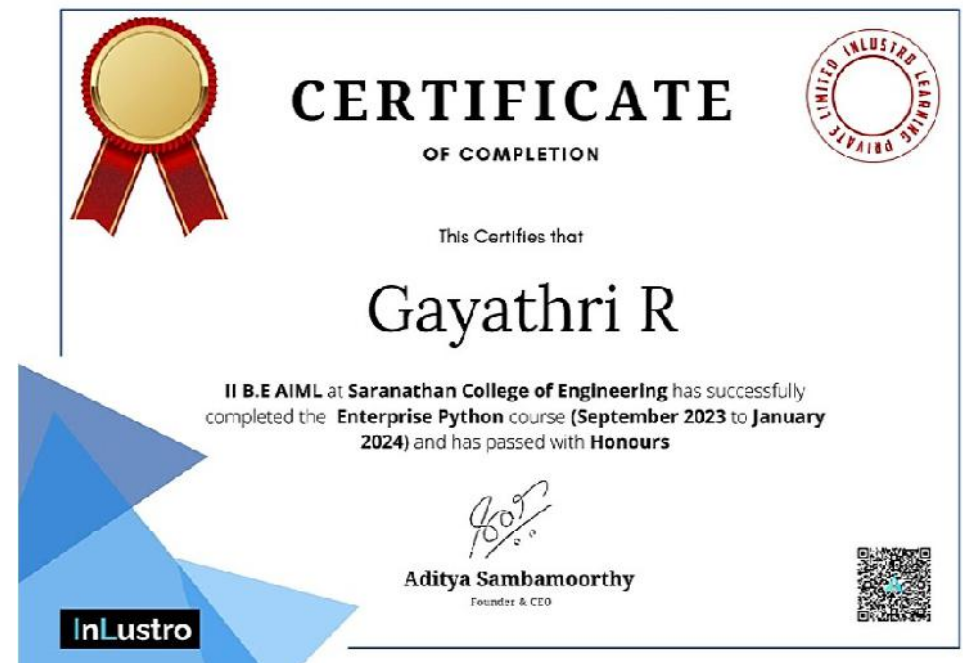 CERTIFICATE
OF COMPLETION
INLUSTRO LEARNING PRIVATE LIMITED
This Certifies that
Gayathri R
II B.E AIML at Saranathan College of Engineering has successfully
completed the Enterprise Python course (September 2023 to January
2024) and has passed with Honours
Aditya Sambamoorthy
Founder & CEO
InLustro